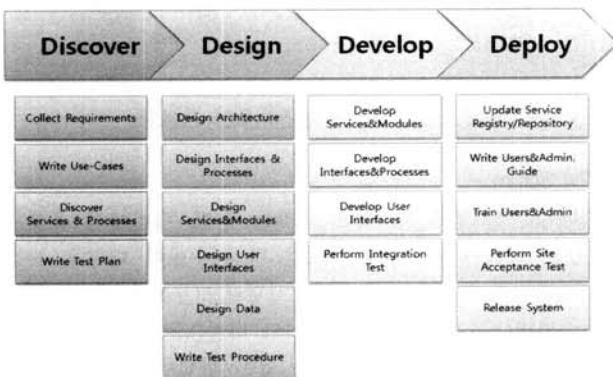 Discover
Design
Develop
Deploy
Collect Requirements
Write Use-Cases
Discover
Services & Processes
Write Test Plan
Design Architecture
Design Interfaces &
Processes
Design
Services&Modules
Design User
Interfaces
Design Data
Write Test Procedure
Develop
Services&Modules
Develop
Interfaces&Processes
Develop User
Interfaces
Perform Integration
Test
Update Service
Registry/Repository
Write Users&Admin.
Guide
Train Users&Admin
Perform Site
Acceptance Test
Release System